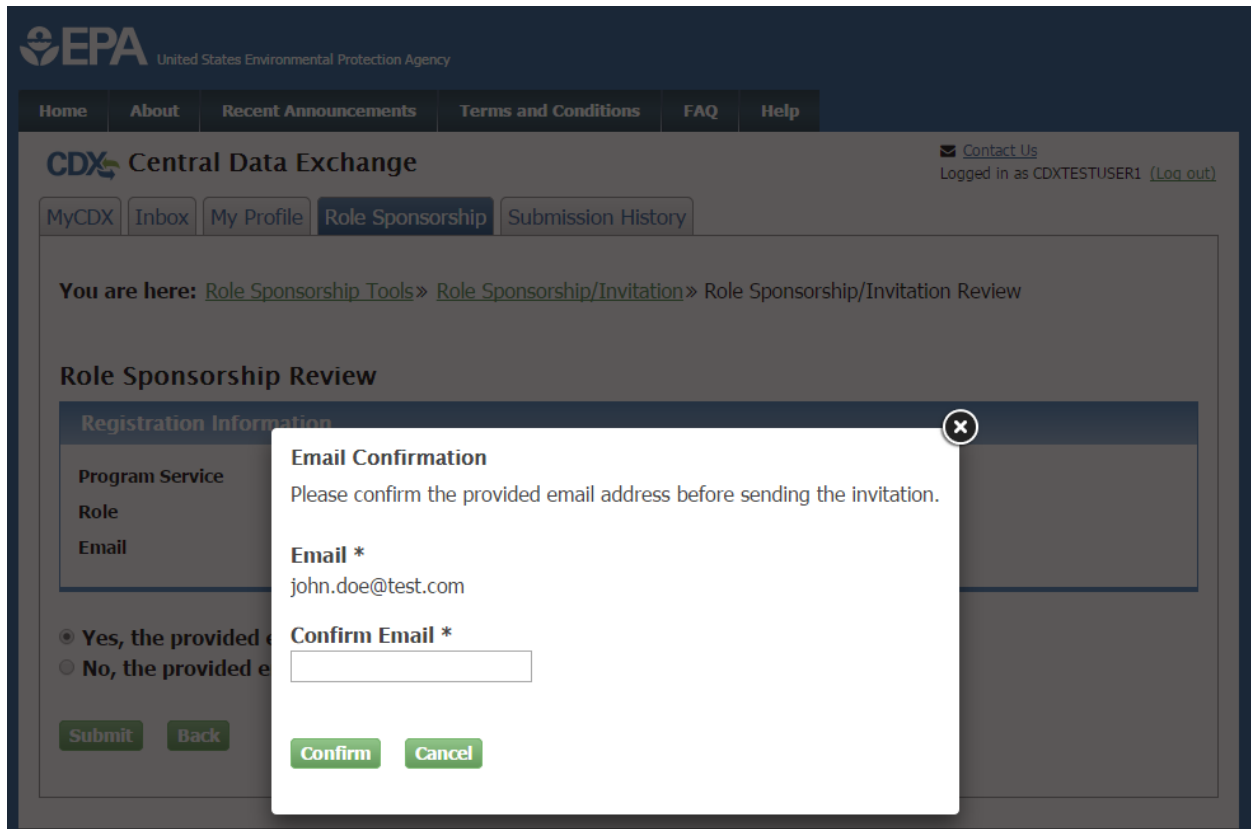 EPA United States Environmental Protection Agency
Home About Recent Announcements Terms and Conditions FAQ Help
CDX Central Data Exchange
Contact Us
Logged in as CDXTESTUSER1 (Log out)
MyCDX Inbox My Profile Role Sponsorship Submission History
You are here: Role Sponsorship Tools» Role Sponsorship/Invitation» Role Sponsorship/Invitation Review
Role Sponsorship Review
Registration Information
Program Service
Role
Email
Yes, the provided e
No, the provided e
Submit Back
Email Confirmation
Please confirm the provided email address before sending the invitation.
Email *
john.doe@test.com
Confirm Email *
Confirm Cancel